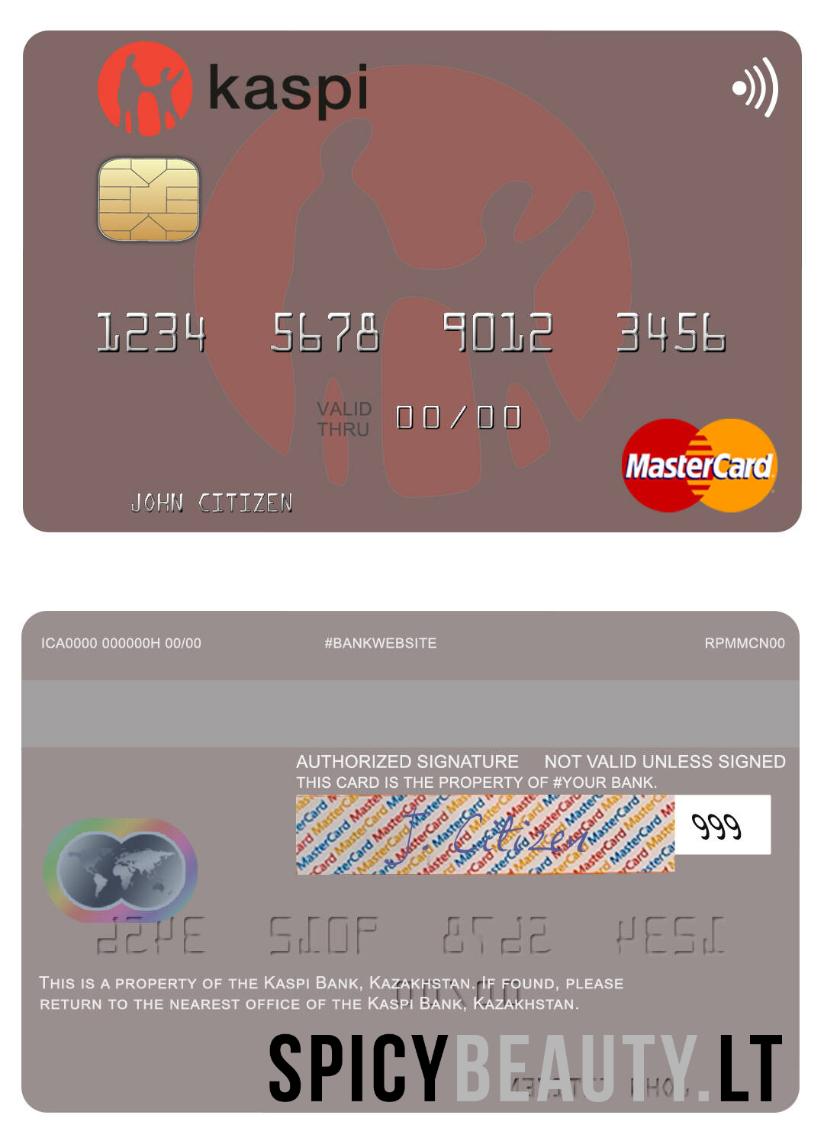 kaspi
1234 5678 9012 3456
VALID
THRU 00/00
MasterCard
JOHN CITIZEN
ICA0000 000000H 00/00 #BANKWEBSITE RPMMCN00
AUTHORIZED SIGNATURE NOT VALID UNLESS SIGNED
THIS CARD IS THE PROPERTY OF #YOUR BANK.
J. Citizen 999
THIS IS A PROPERTY OF THE KASPI BANK, KAZAKHSTAN. IF FOUND, PLEASE
RETURN TO THE NEAREST OFFICE OF THE KASPI BANK, KAZAKHSTAN.
SPICYBEAUTY.LT